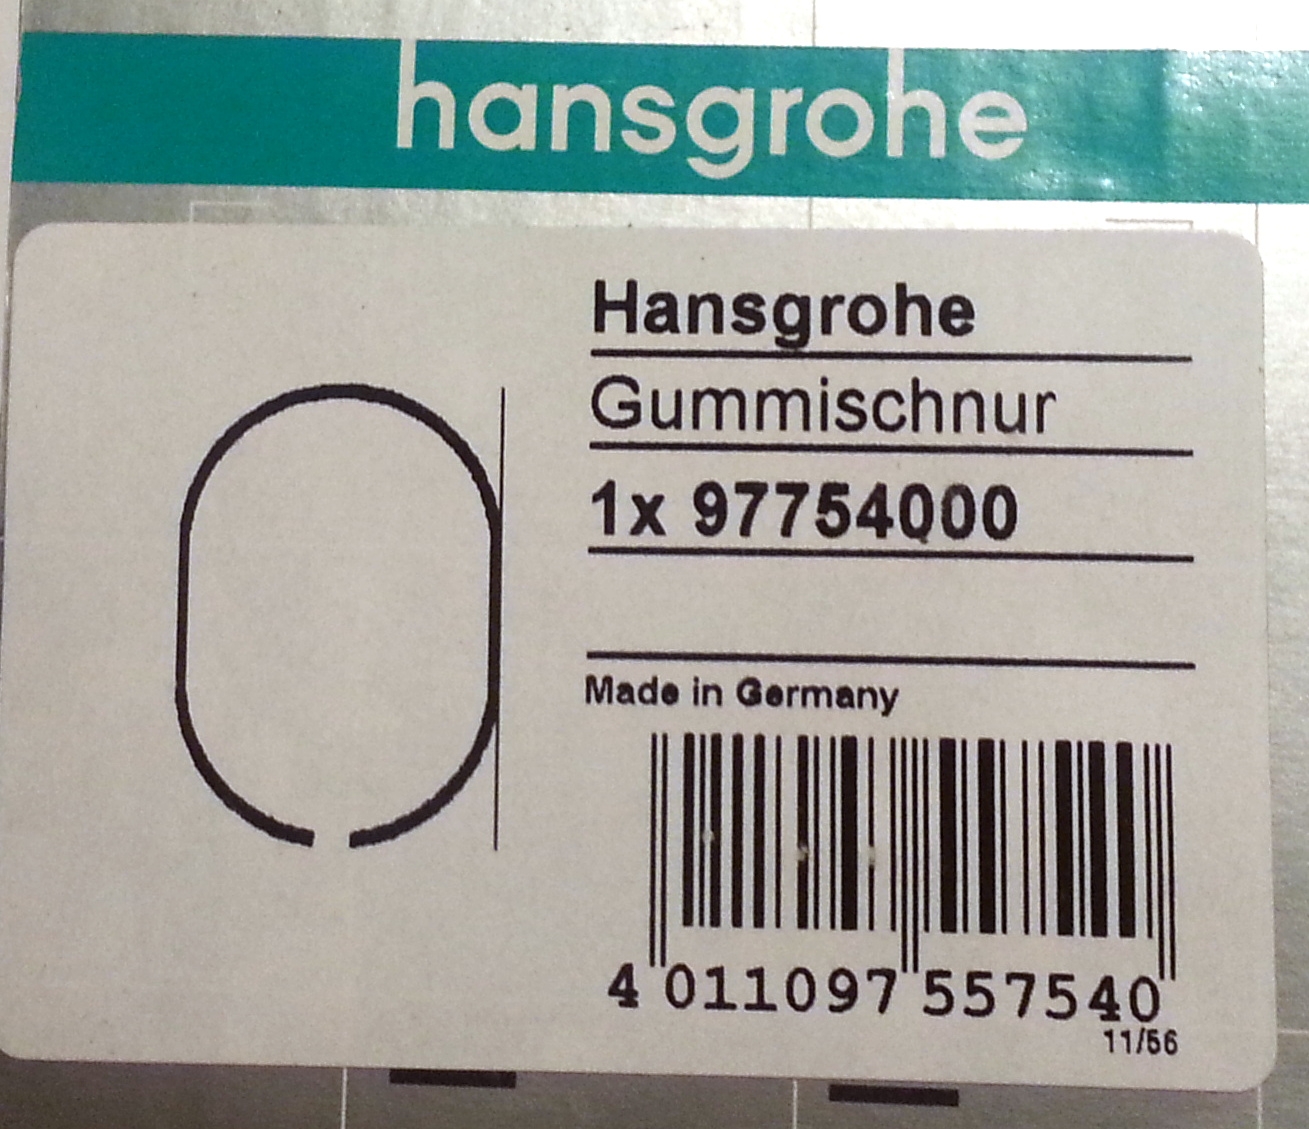 hansgrohe
Hansgrohe
Gummischnur
1x 97754000
Made in Germany
4 011097 557540
11/56